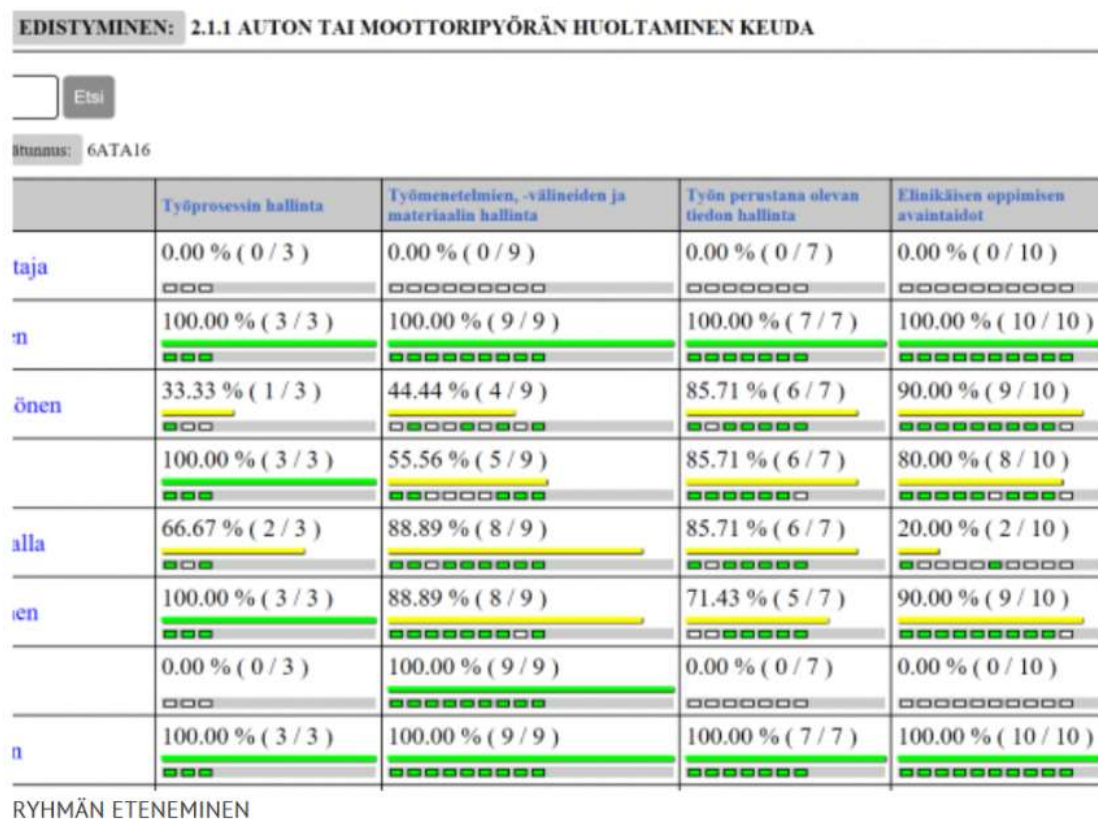 EDISTYMINEN: 2.1.1 AUTON TAI MOOTTORIPYÖRÄN HUOLTAMINEN KEUDA
Etsi
ätunnus: 6ATA16
Työprosessin hallinta
Työmenetelmien, -välineiden ja
materiaalin hallinta
Työn perustana olevan
tiedon hallinta
Elinikäisen oppimisen
avaintaidot
taja 0.00 % ( 0 / 3 ) 0.00 % ( 0 / 9 ) 0.00 % ( 0 / 7 ) 0.00 % ( 0 / 10 )
en 100.00 % ( 3 / 3 ) 100.00 % ( 9 / 9 ) 100.00 % ( 7 / 7 ) 100.00 % ( 10 / 10 )
önen 33.33 % ( 1 / 3 ) 44.44 % ( 4 / 9 ) 85.71 % ( 6 / 7 ) 90.00 % ( 9 / 10 )
100.00 % ( 3 / 3 ) 55.56 % ( 5 / 9 ) 85.71 % ( 6 / 7 ) 80.00 % ( 8 / 10 )
alla 66.67 % ( 2 / 3 ) 88.89 % ( 8 / 9 ) 85.71 % ( 6 / 7 ) 20.00 % ( 2 / 10 )
nen 100.00 % ( 3 / 3 ) 88.89 % ( 8 / 9 ) 71.43 % ( 5 / 7 ) 90.00 % ( 9 / 10 )
0.00 % ( 0 / 3 ) 100.00 % ( 9 / 9 ) 0.00 % ( 0 / 7 ) 0.00 % ( 0 / 10 )
n 100.00 % ( 3 / 3 ) 100.00 % ( 9 / 9 ) 100.00 % ( 7 / 7 ) 100.00 % ( 10 / 10 )
RYHMÄN ETENEMINEN